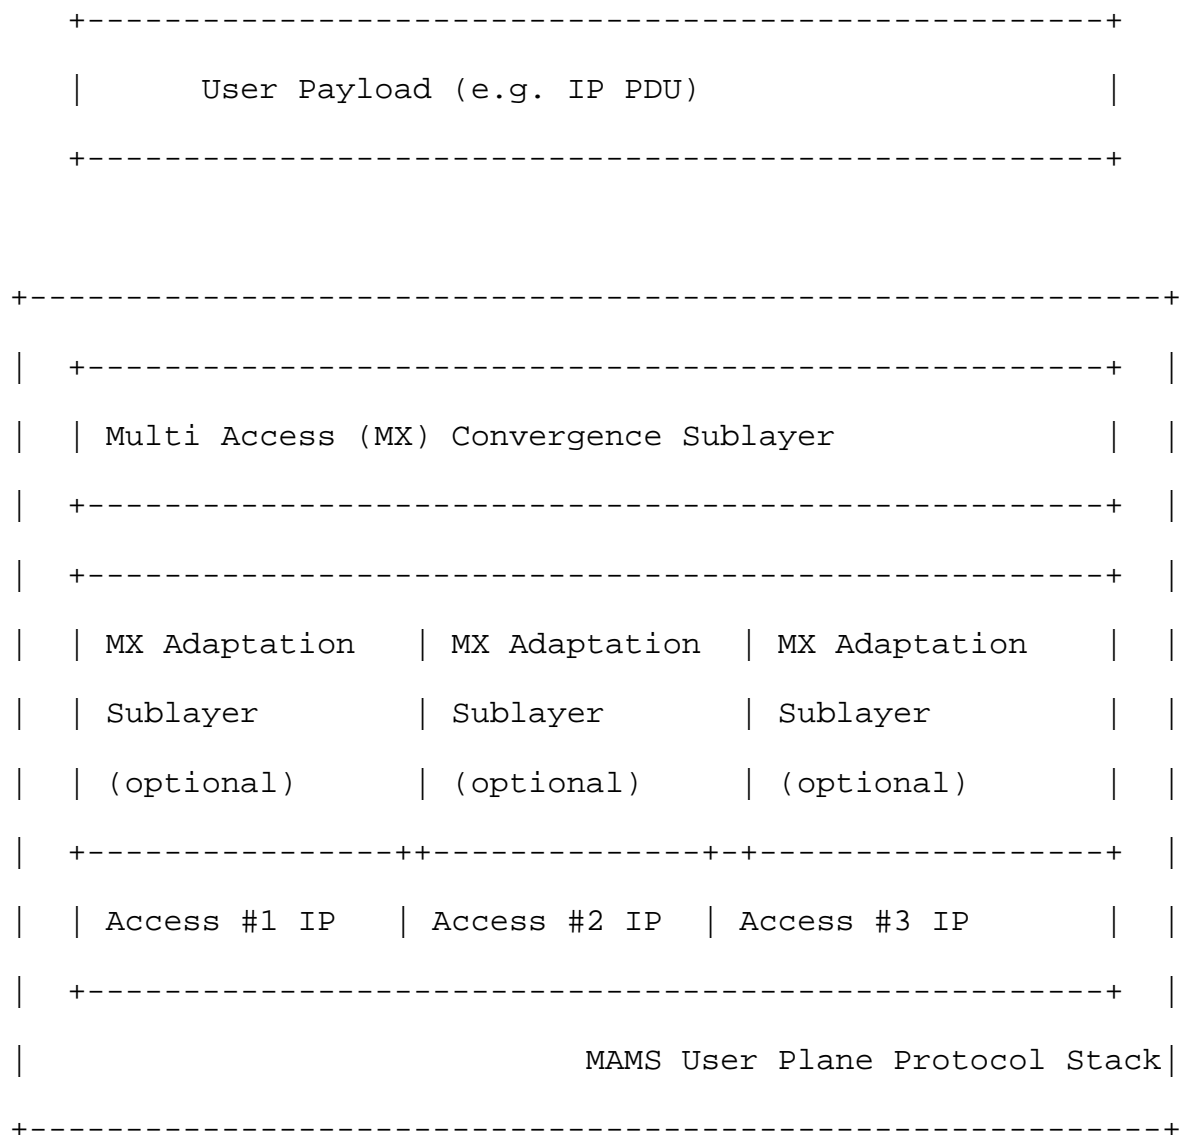 +-----------------------------------------------------+
| User Payload (e.g. IP PDU) |
+-----------------------------------------------------+
+-----------------------------------------------------------+
| +-----------------------------------------------------+ |
| | Multi Access (MX) Convergence Sublayer | |
| +-----------------------------------------------------+ |
| +-----------------------------------------------------+ |
| | MX Adaptation | MX Adaptation | MX Adaptation | |
| | Sublayer | Sublayer | Sublayer | |
| | (optional) | (optional) | (optional) | |
| +----------------++--------------+-+------------------+ |
| | Access #1 IP | Access #2 IP | Access #3 IP | |
| +-----------------------------------------------------+ |
| MAMS User Plane Protocol Stack|
+-----------------------------------------------------------+